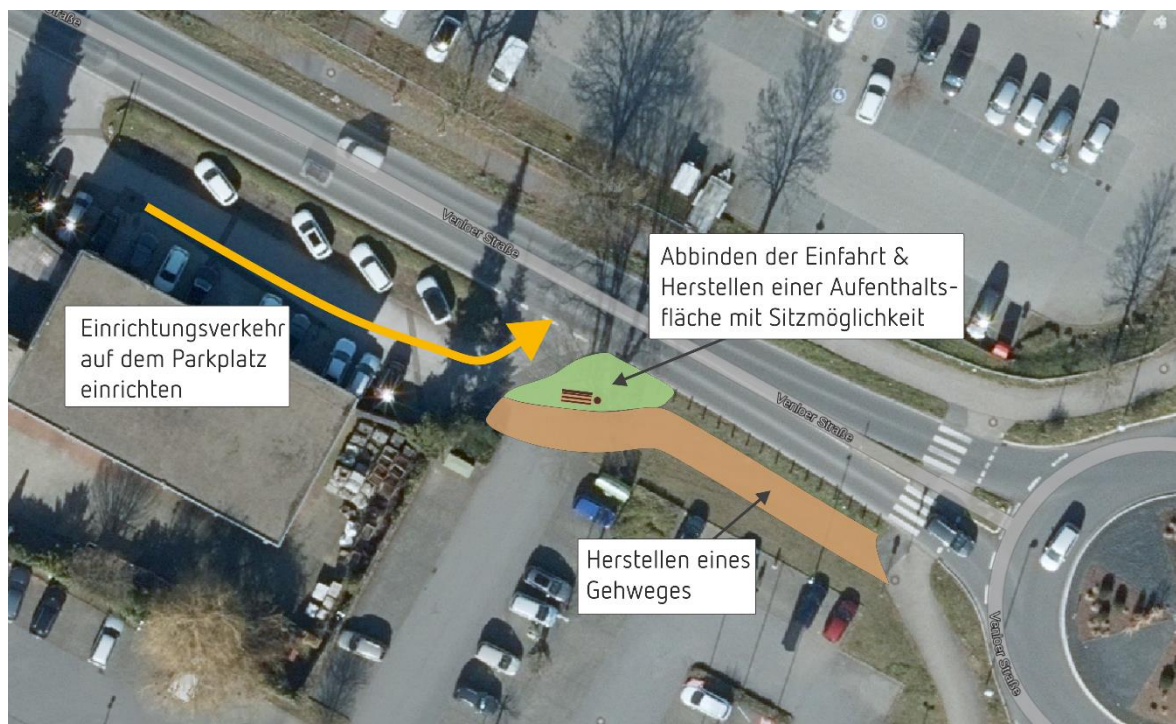 Straße
Venloer Straße
Abbinden der Einfahrt &
Herstellen einer Aufenthalts-
fläche mit Sitzmöglichkeit
Einrichtungsverkehr
auf dem Parkplatz
einrichten
Venloer Straße
Herstellen eines
Gehweges
Venloer Straße